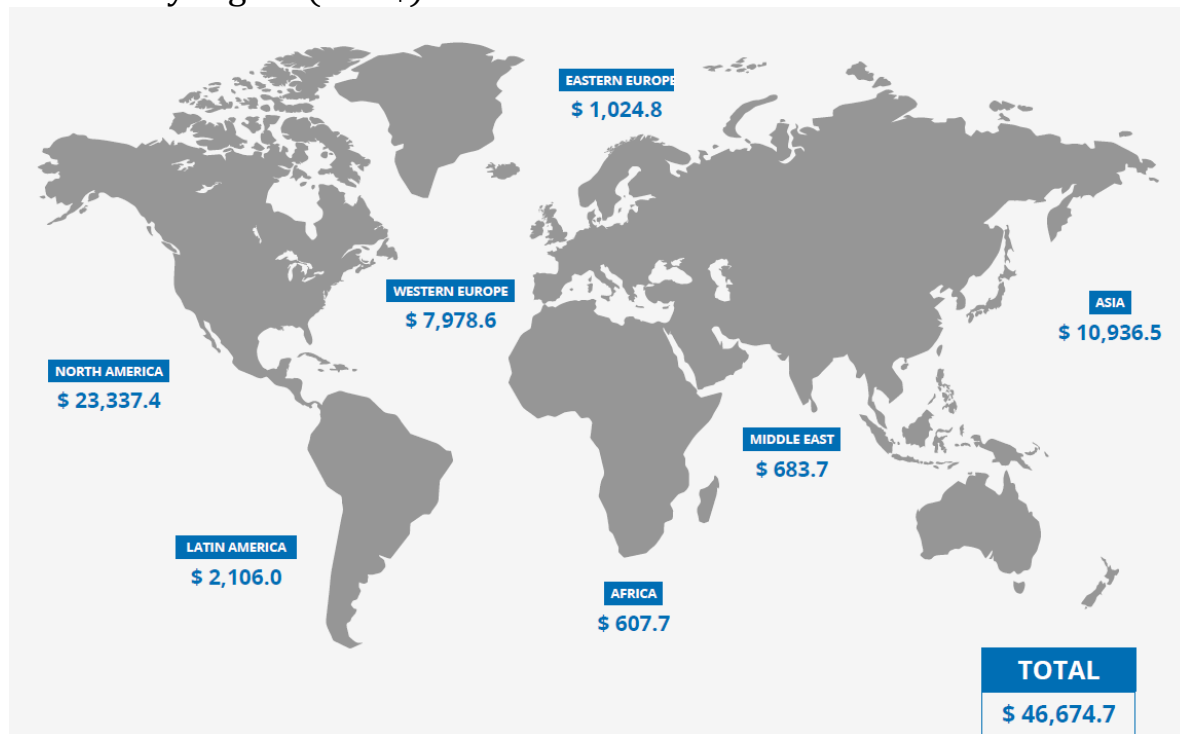 EASTERN EUROPE
$ 1,024.8
WESTERN EUROPE
$ 7,978.6
ASIA
$ 10,936.5
NORTH AMERICA
$ 23,337.4
MIDDLE EAST
$ 683.7
LATIN AMERICA
$ 2,106.0
AFRICA
$ 607.7
TOTAL
$ 46,674.7